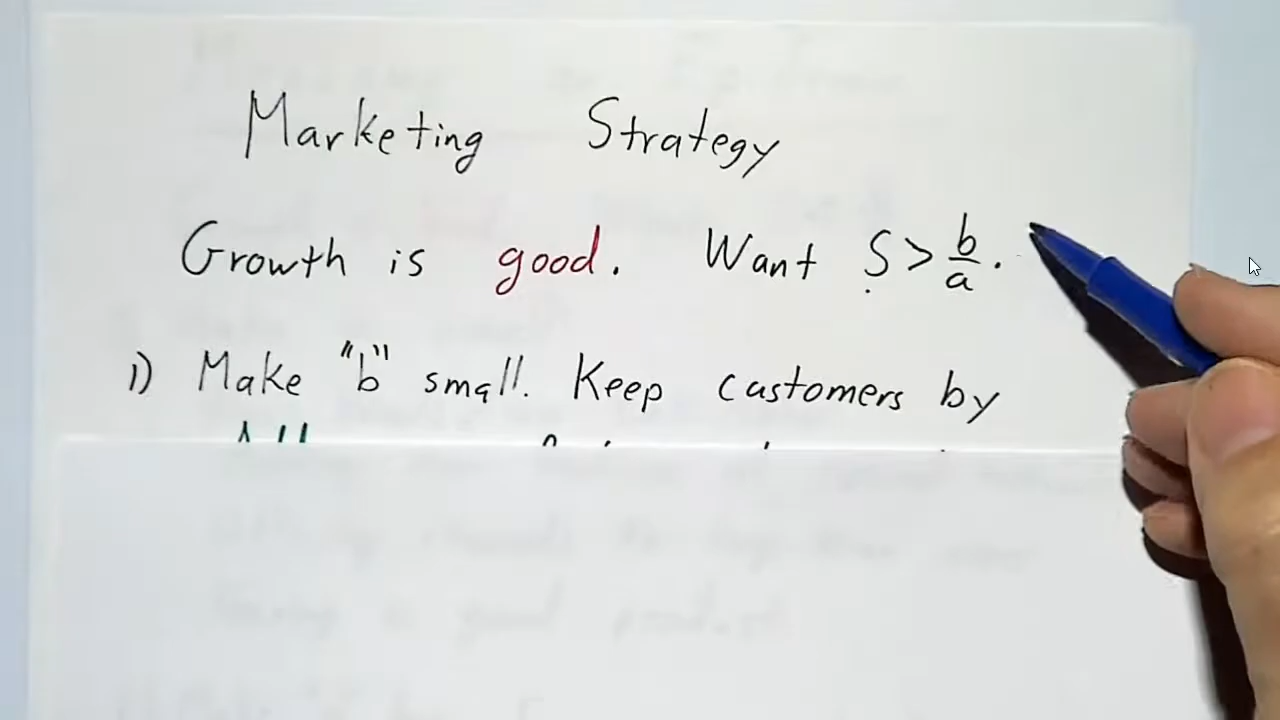 Marketing Strategy
Growth is good. Want S > b/a.
1) Make "b" small. Keep customers by